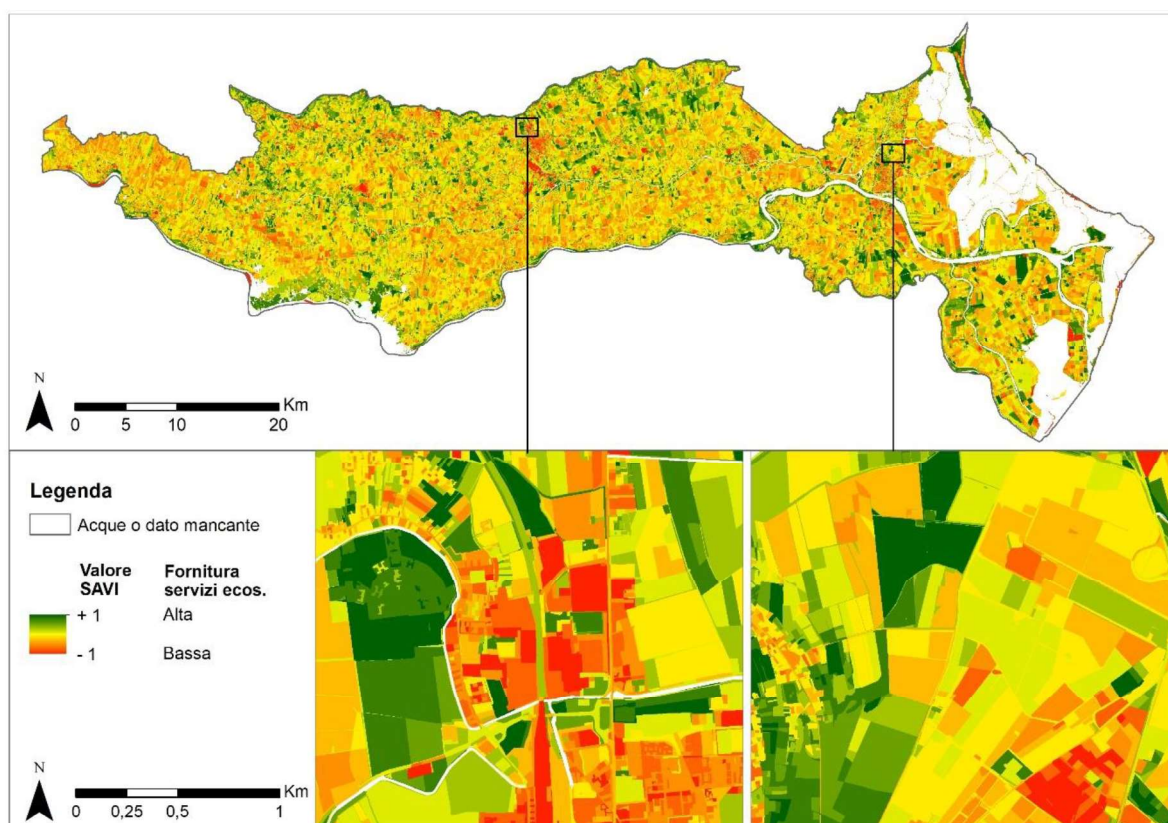 N
Km
0 5 10 20
Legenda
Acque o dato mancante
Valore Fornitura
SAVI servizi ecos.
+ 1 Alta
- 1 Bassa
N
Km
0 0,25 0,5 1